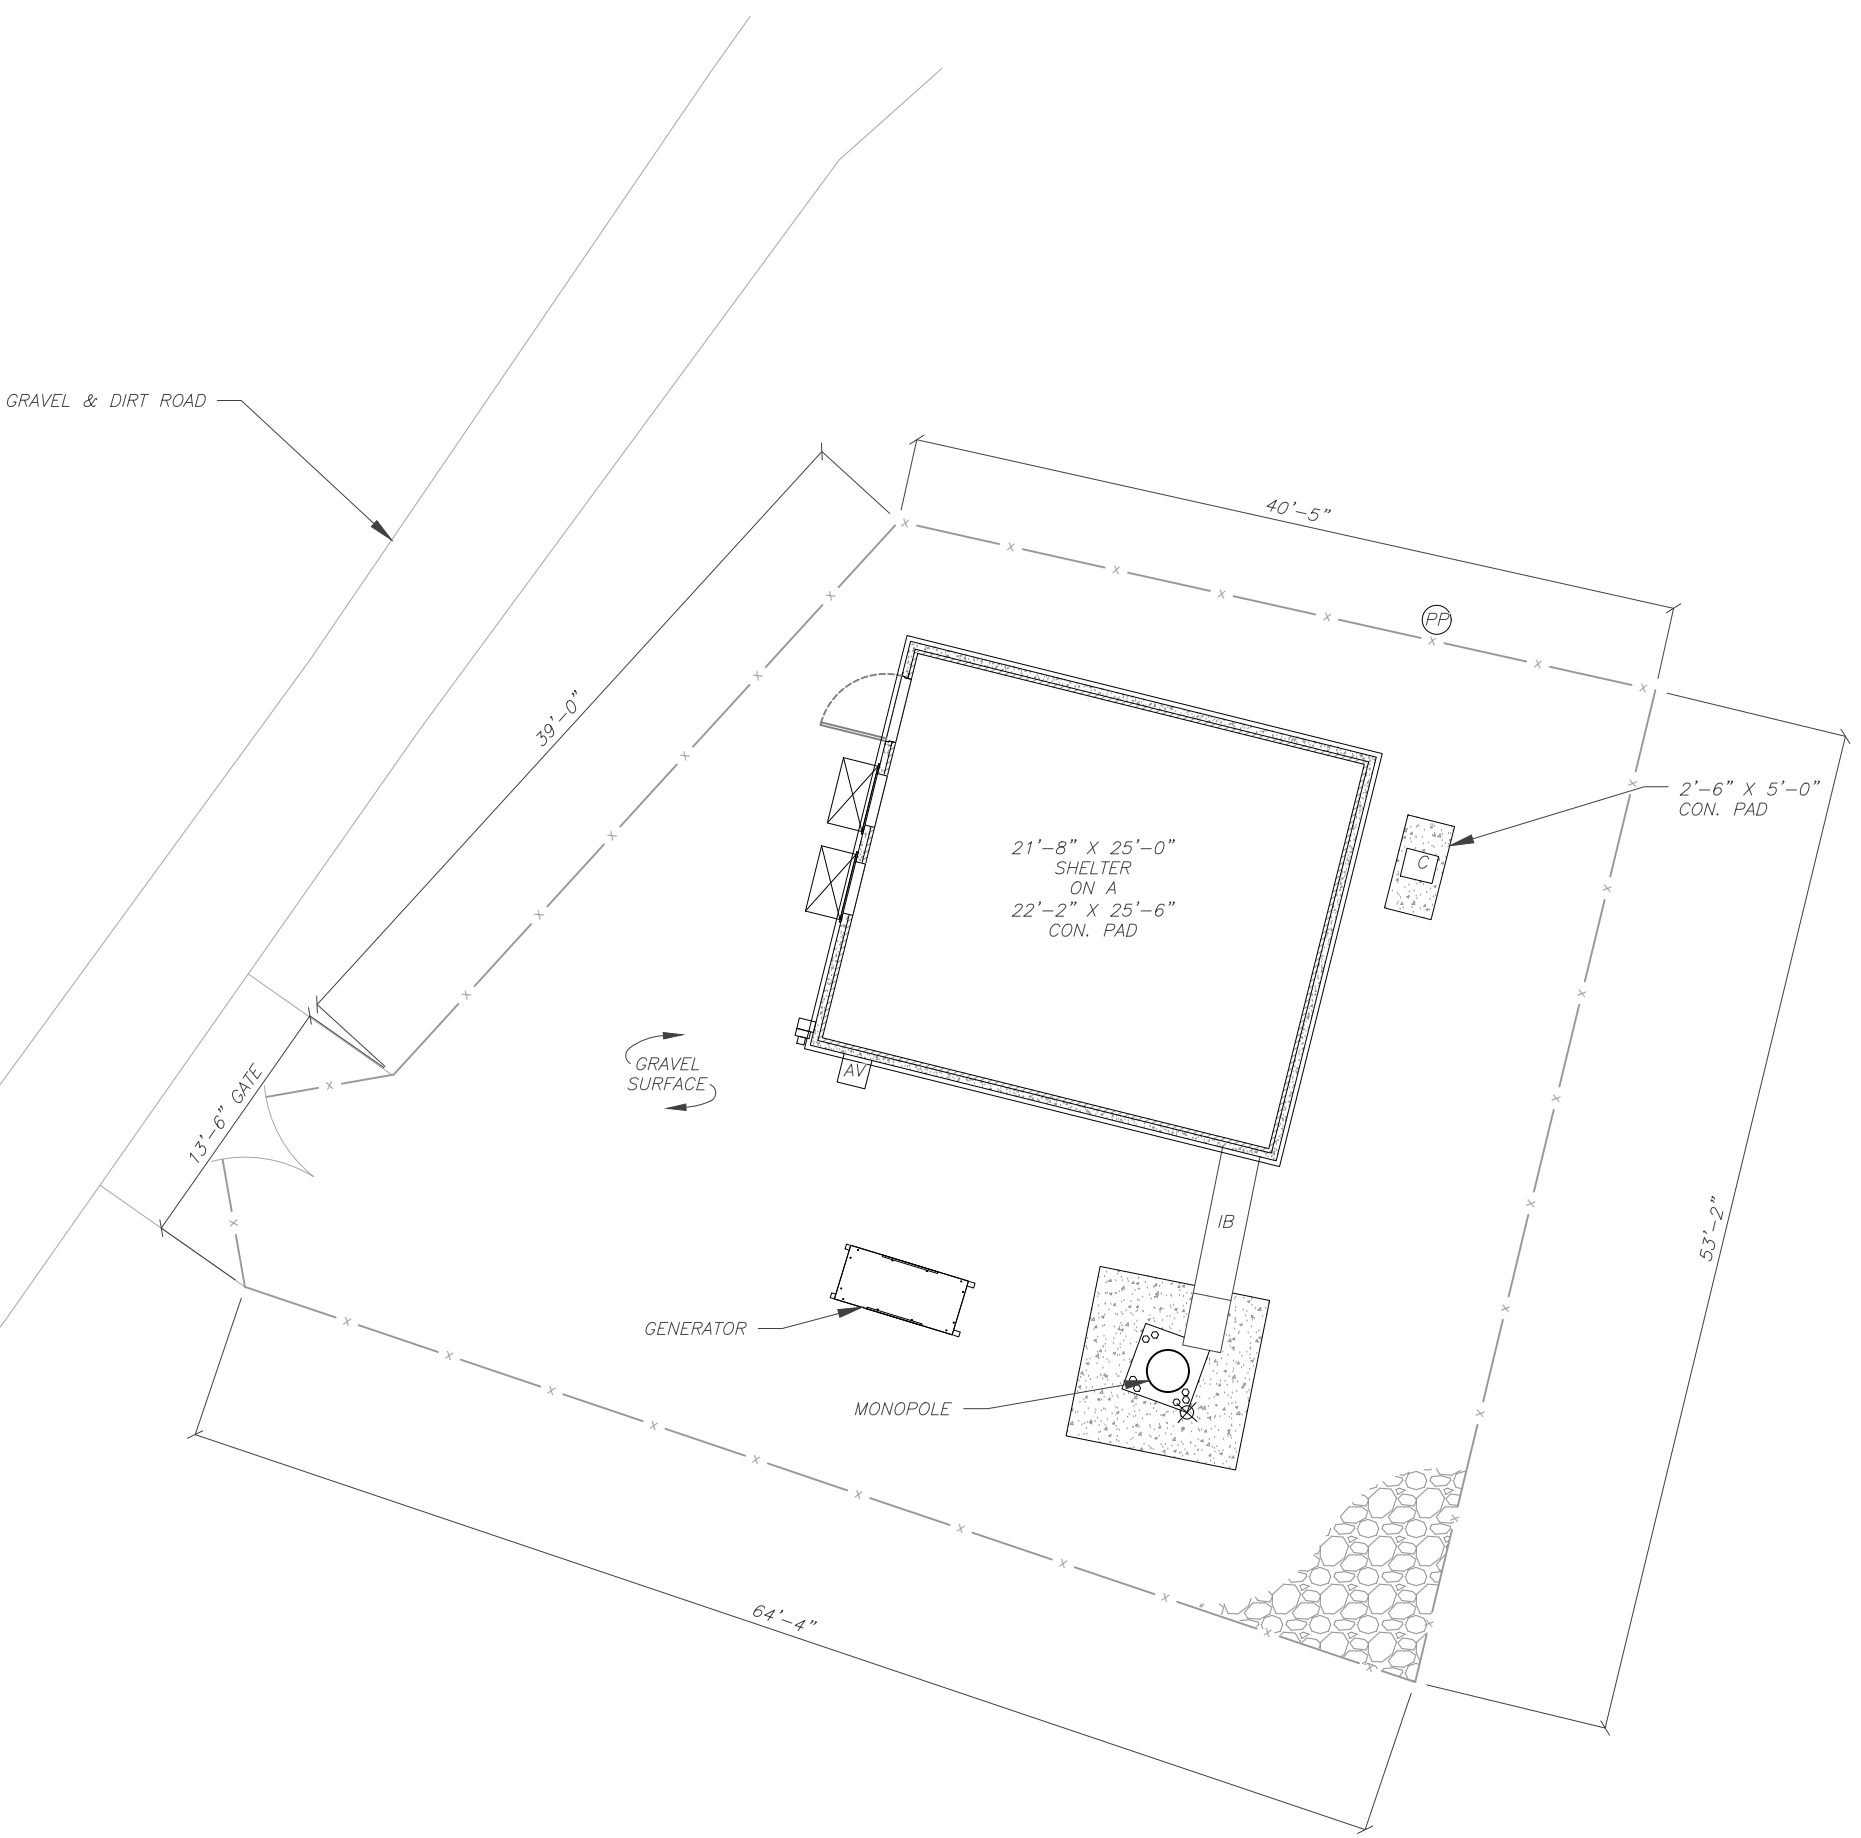 GRAVEL & DIRT ROAD
40'-5"
PP
39'-0"
2'-6" X 5'-0"
CON. PAD
21'-8" X 25'-0"
SHELTER
ON A
22'-2" X 25'-6"
CON. PAD
C
GRAVEL
SURFACE
AV
13'-6" GATE
IB
53'-2"
GENERATOR
MONOPOLE
64'-4"